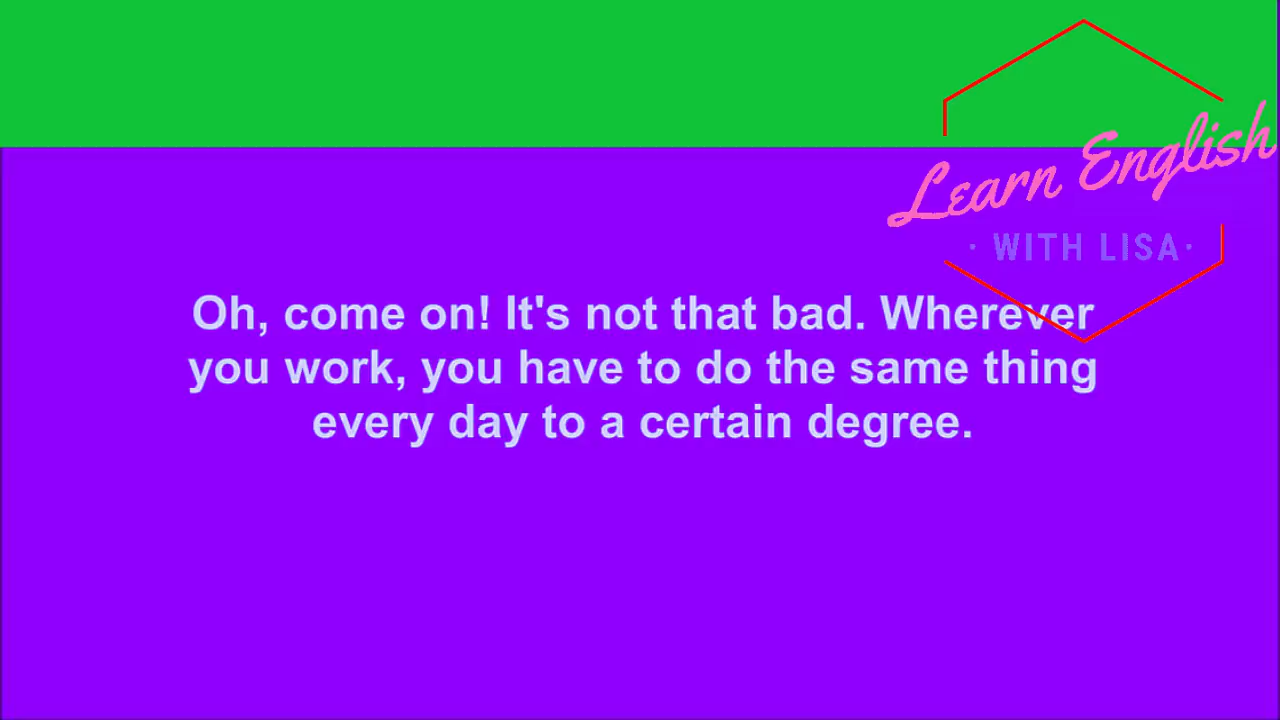 Learn English
· WITH LISA·
Oh, come on! It's not that bad. Wherever
you work, you have to do the same thing
every day to a certain degree.